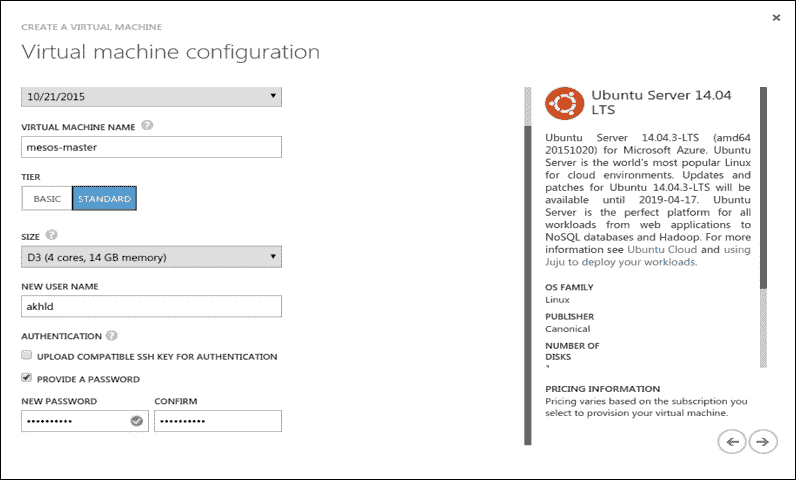 CREATE A VIRTUAL MACHINE
Virtual machine configuration
10/21/2015
VIRTUAL MACHINE NAME
mesos-master
TIER
BASIC STANDARD
SIZE
D3 (4 cores, 14 GB memory)
NEW USER NAME
akhld
AUTHENTICATION
UPLOAD COMPATIBLE SSH KEY FOR AUTHENTICATION
PROVIDE A PASSWORD
NEW PASSWORD CONFIRM
•••••••••• ••••••••••
Ubuntu Server 14.04
LTS
Ubuntu Server 14.04.3-LTS (amd64
20151020) for Microsoft Azure. Ubuntu
Server is the world's most popular Linux
for cloud environments. Updates and
patches for Ubuntu 14.04.3-LTS will be
available until 2019-04-17. Ubuntu
Server is the perfect platform for all
workloads from web applications to
NoSQL databases and Hadoop. For more
information see Ubuntu Cloud and using
Juju to deploy your workloads.
OS FAMILY
Linux
PUBLISHER
Canonical
NUMBER OF
DISKS
PRICING INFORMATION
Pricing varies based on the subscription you
select to provision your virtual machine.